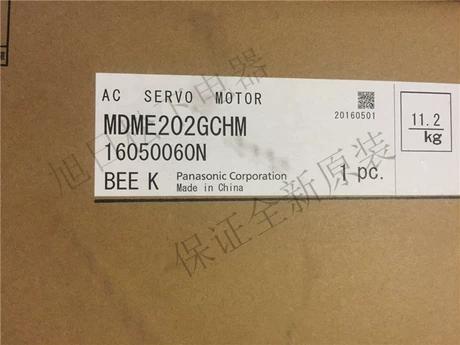 AC SERVO MOTOR
MDME202GCHM
16050060N
BEE K
Panasonic Corporation
Made in China
20160501
1 pc.
11.2
kg
保证全新原装